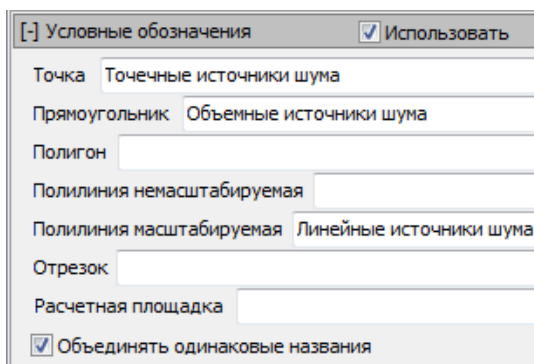 [-] Условные обозначения Использовать
Точка Точечные источники шума
Прямоугольник Объемные источники шума
Полигон
Полилиния немасштабируемая
Полилиния масштабируемая Линейные источники шума
Отрезок
Расчетная площадка
Объединять одинаковые названия